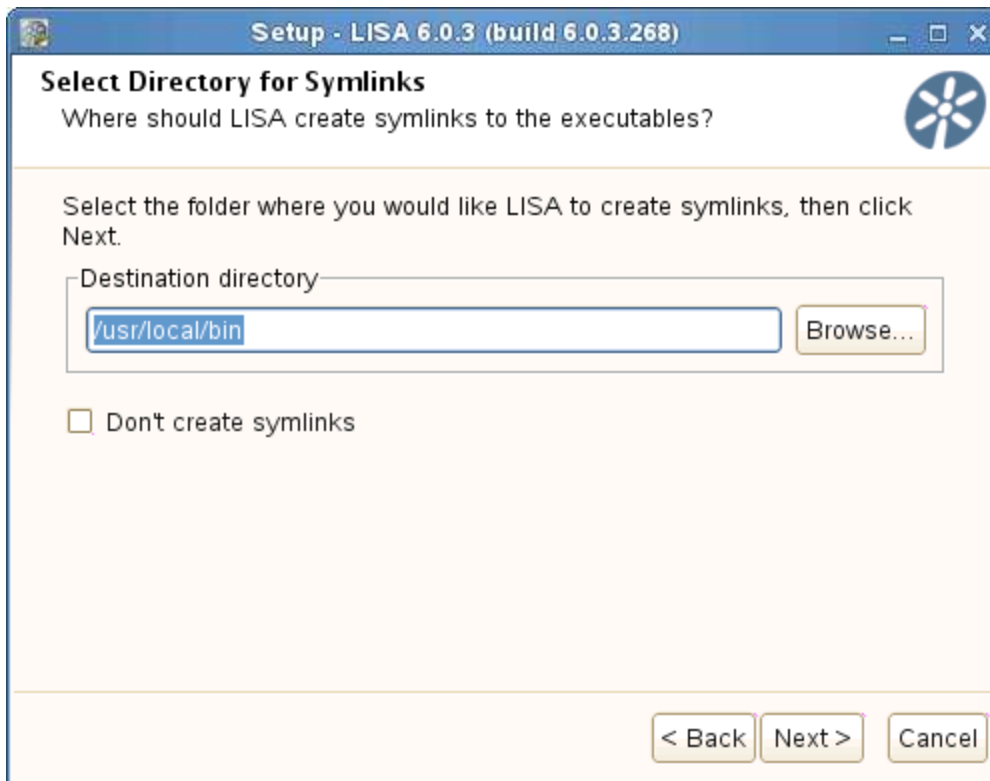 Setup - LISA 6.0.3 (build 6.0.3.268)
Select Directory for Symlinks
Where should LISA create symlinks to the executables?
Select the folder where you would like LISA to create symlinks, then click
Next.
Destination directory
/usr/local/bin
Browse...
Don't create symlinks
< Back
Next >
Cancel